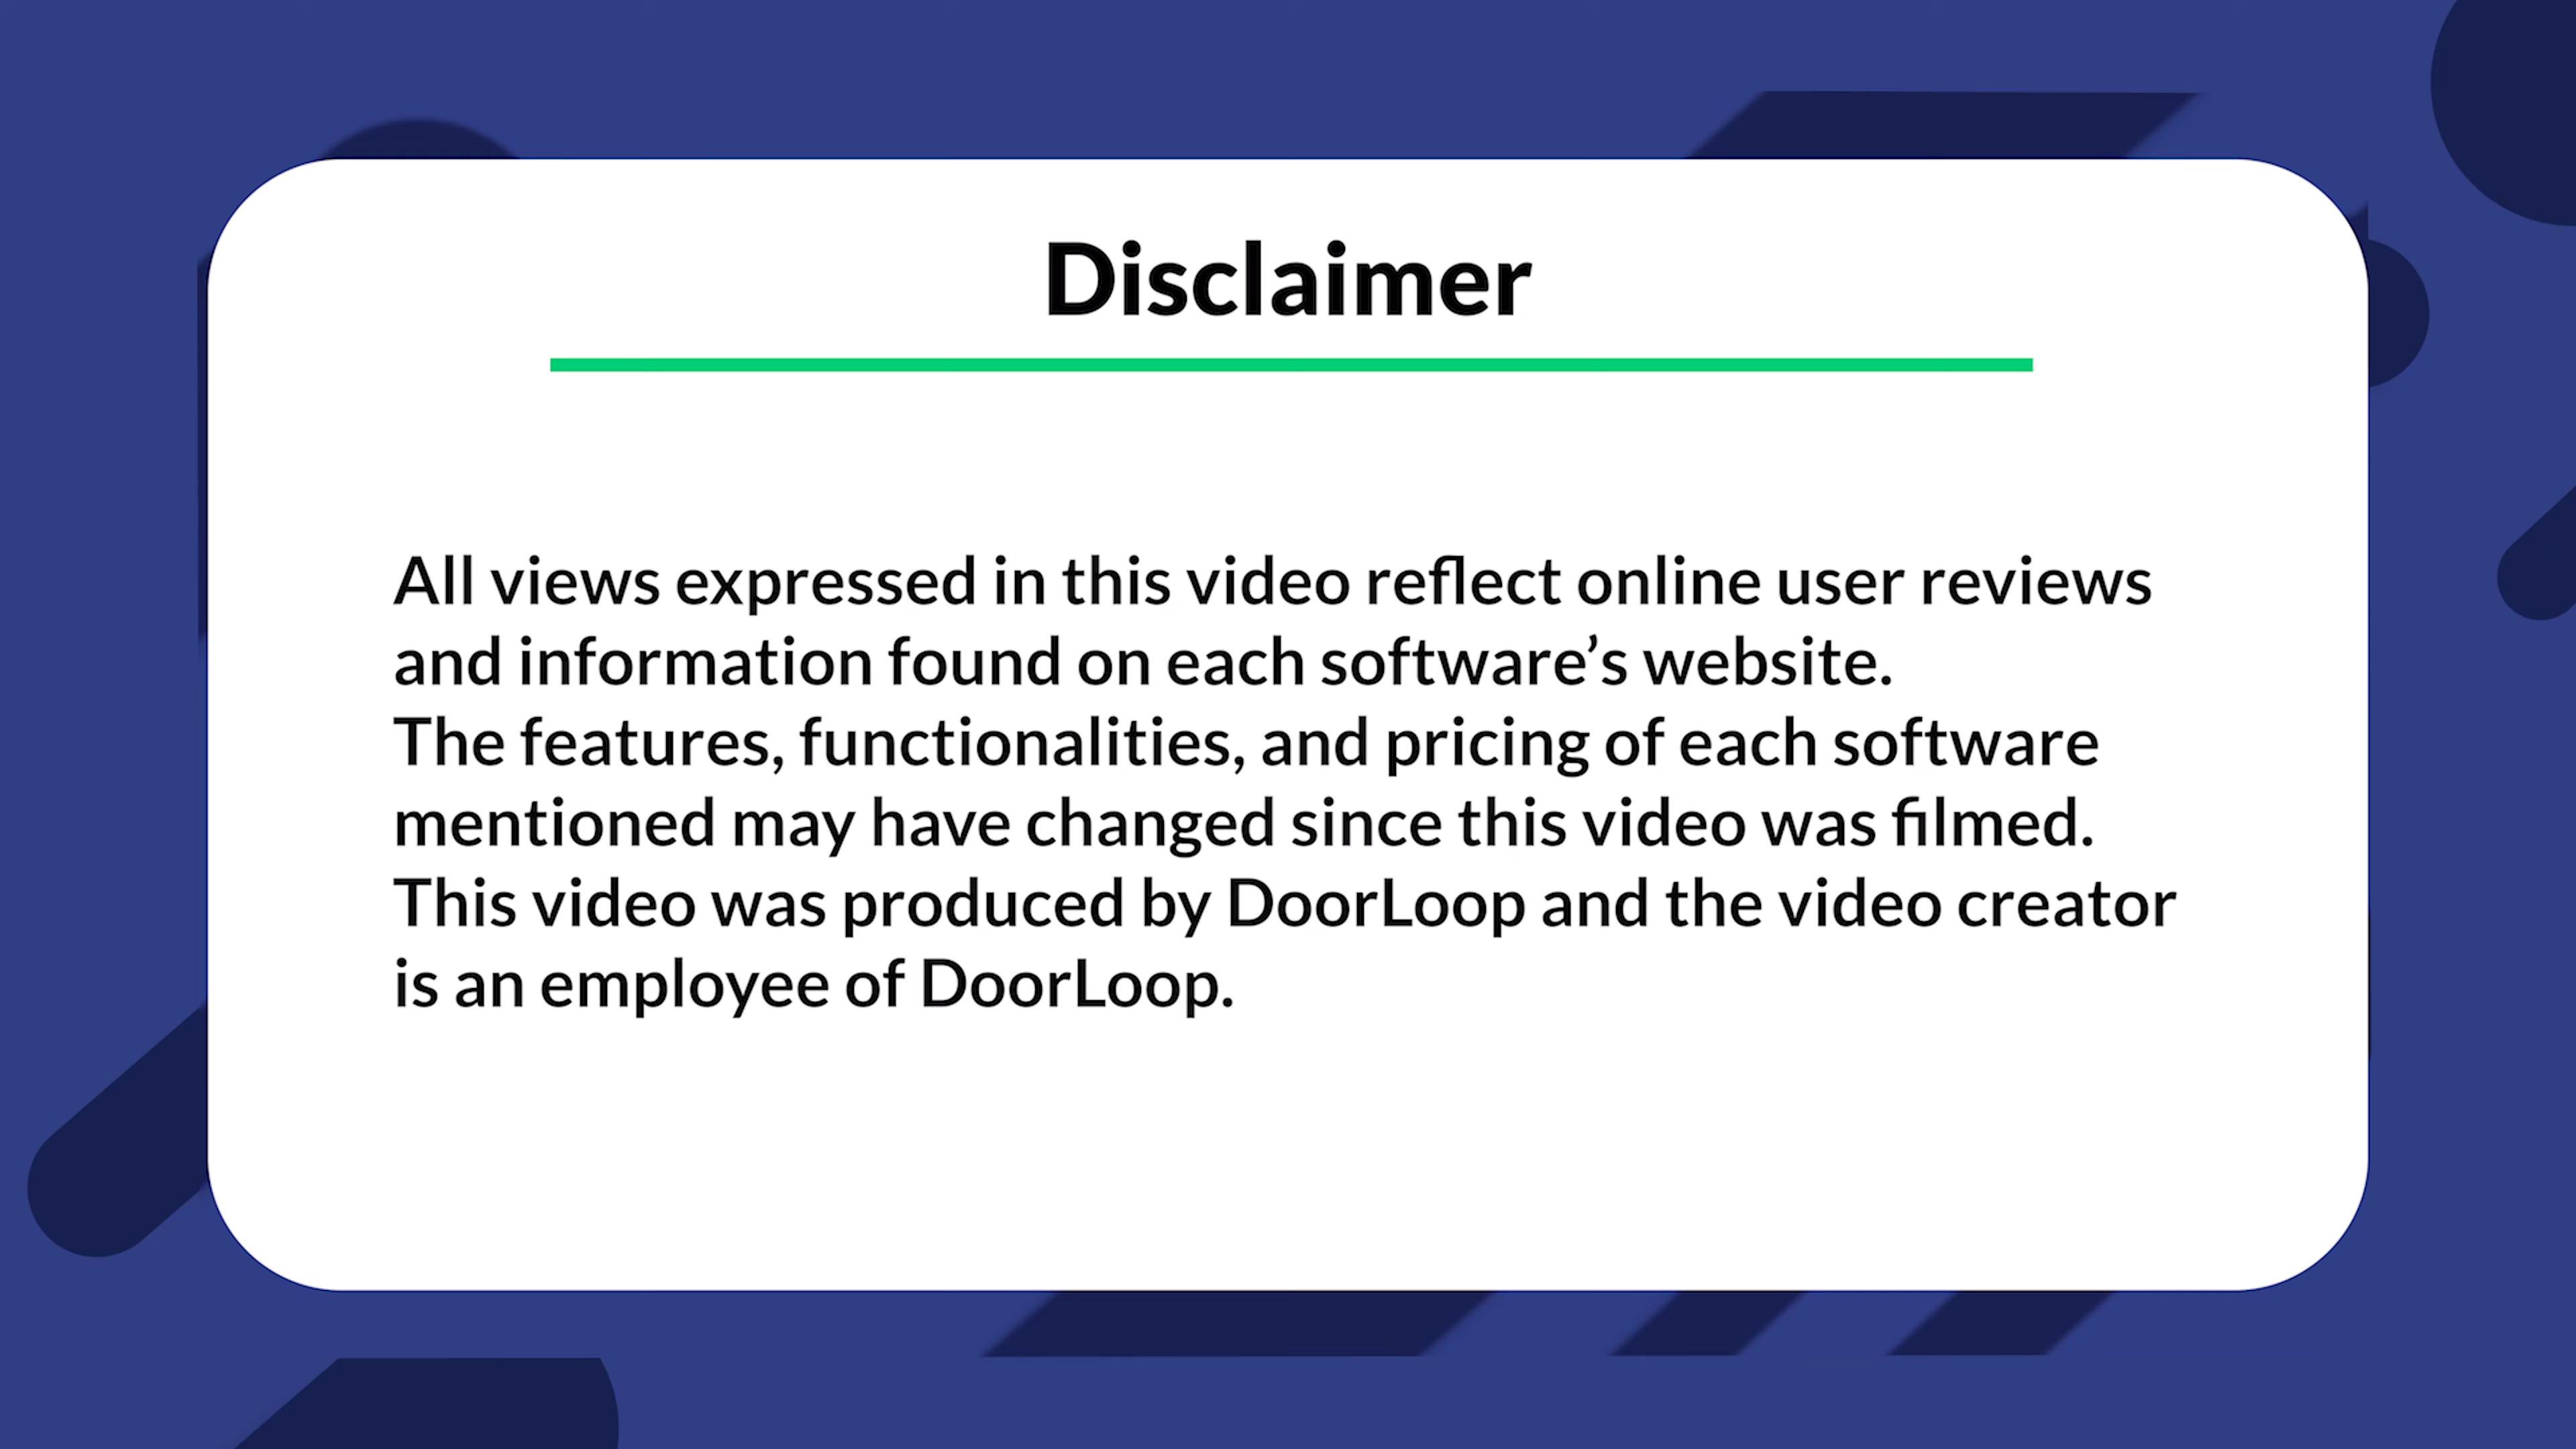 Disclaimer
All views expressed in this video reflect online user reviews
and information found on each software’s website.
The features, functionalities, and pricing of each software
mentioned may have changed since this video was filmed.
This video was produced by DoorLoop and the video creator
is an employee of DoorLoop.